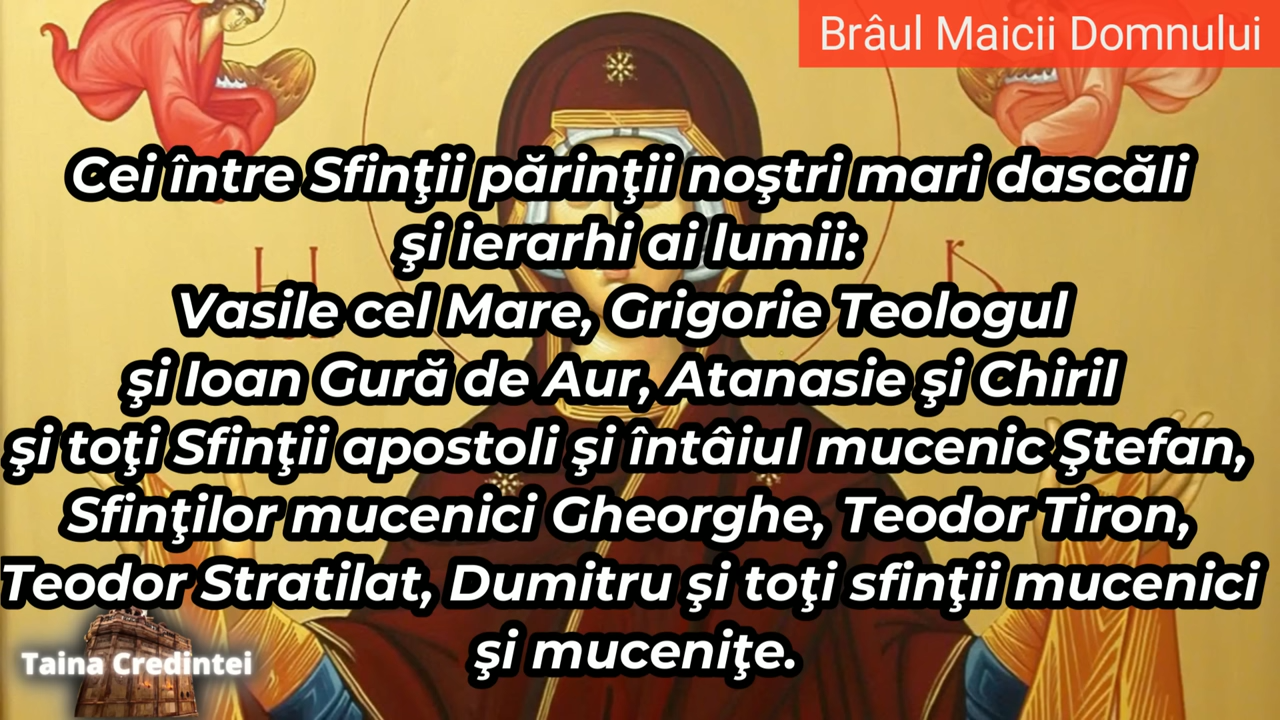 Brâul Maicii Domnului
Cei între Sfinţii părinţii noştri mari dascăli
şi ierarhi ai lumii:
Vasile cel Mare, Grigorie Teologul
şi Ioan Gură de Aur, Atanasie şi Chiril
şi toţi Sfinţii apostoli şi întâiul mucenic Ştefan,
Sfinţilor mucenici Gheorghe, Teodor Tiron,
Teodor Stratilat, Dumitru şi toţi sfinţii mucenici
şi muceniţe.
Taina Credintei